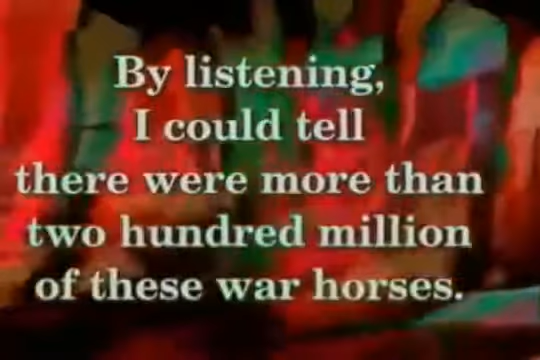 By listening,
I could tell
there were more than
two hundred million
of these war horses.